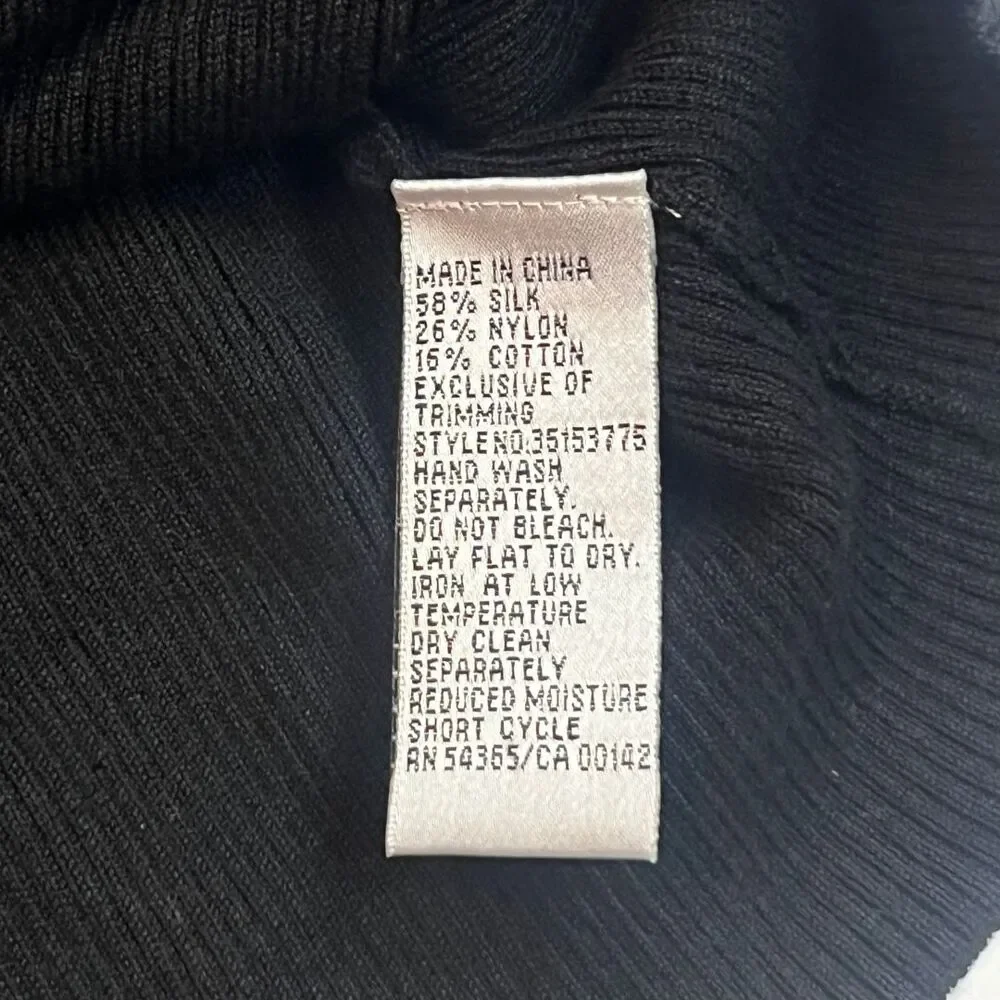 MADE IN CHINA
58% SILK
26% NYLON
16% COTTON
EXCLUSIVE OF
TRIMMING
STYLE NO.35153775
HAND WASH
SEPARATELY.
DO NOT BLEACH.
LAY FLAT TO DRY.
IRON AT LOW
TEMPERATURE
DRY CLEAN
SEPARATELY
REDUCED MOISTURE
SHORT CYCLE
RN 54365/CA 00142